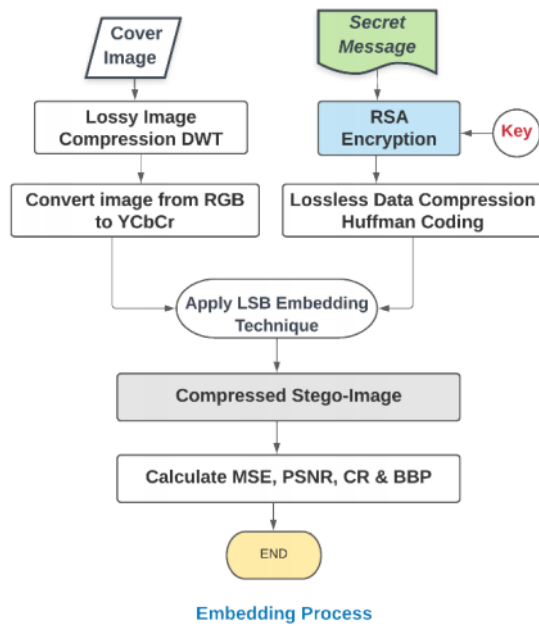 Cover
Image
Secret
Message
Lossy Image
Compression DWT
RSA
Encryption
Key
Convert image from RGB
to YCbCr
Lossless Data Compression
Huffman Coding
Apply LSB Embedding
Technique
Compressed Stego-Image
Calculate MSE, PSNR, CR & BBP
END
Embedding Process